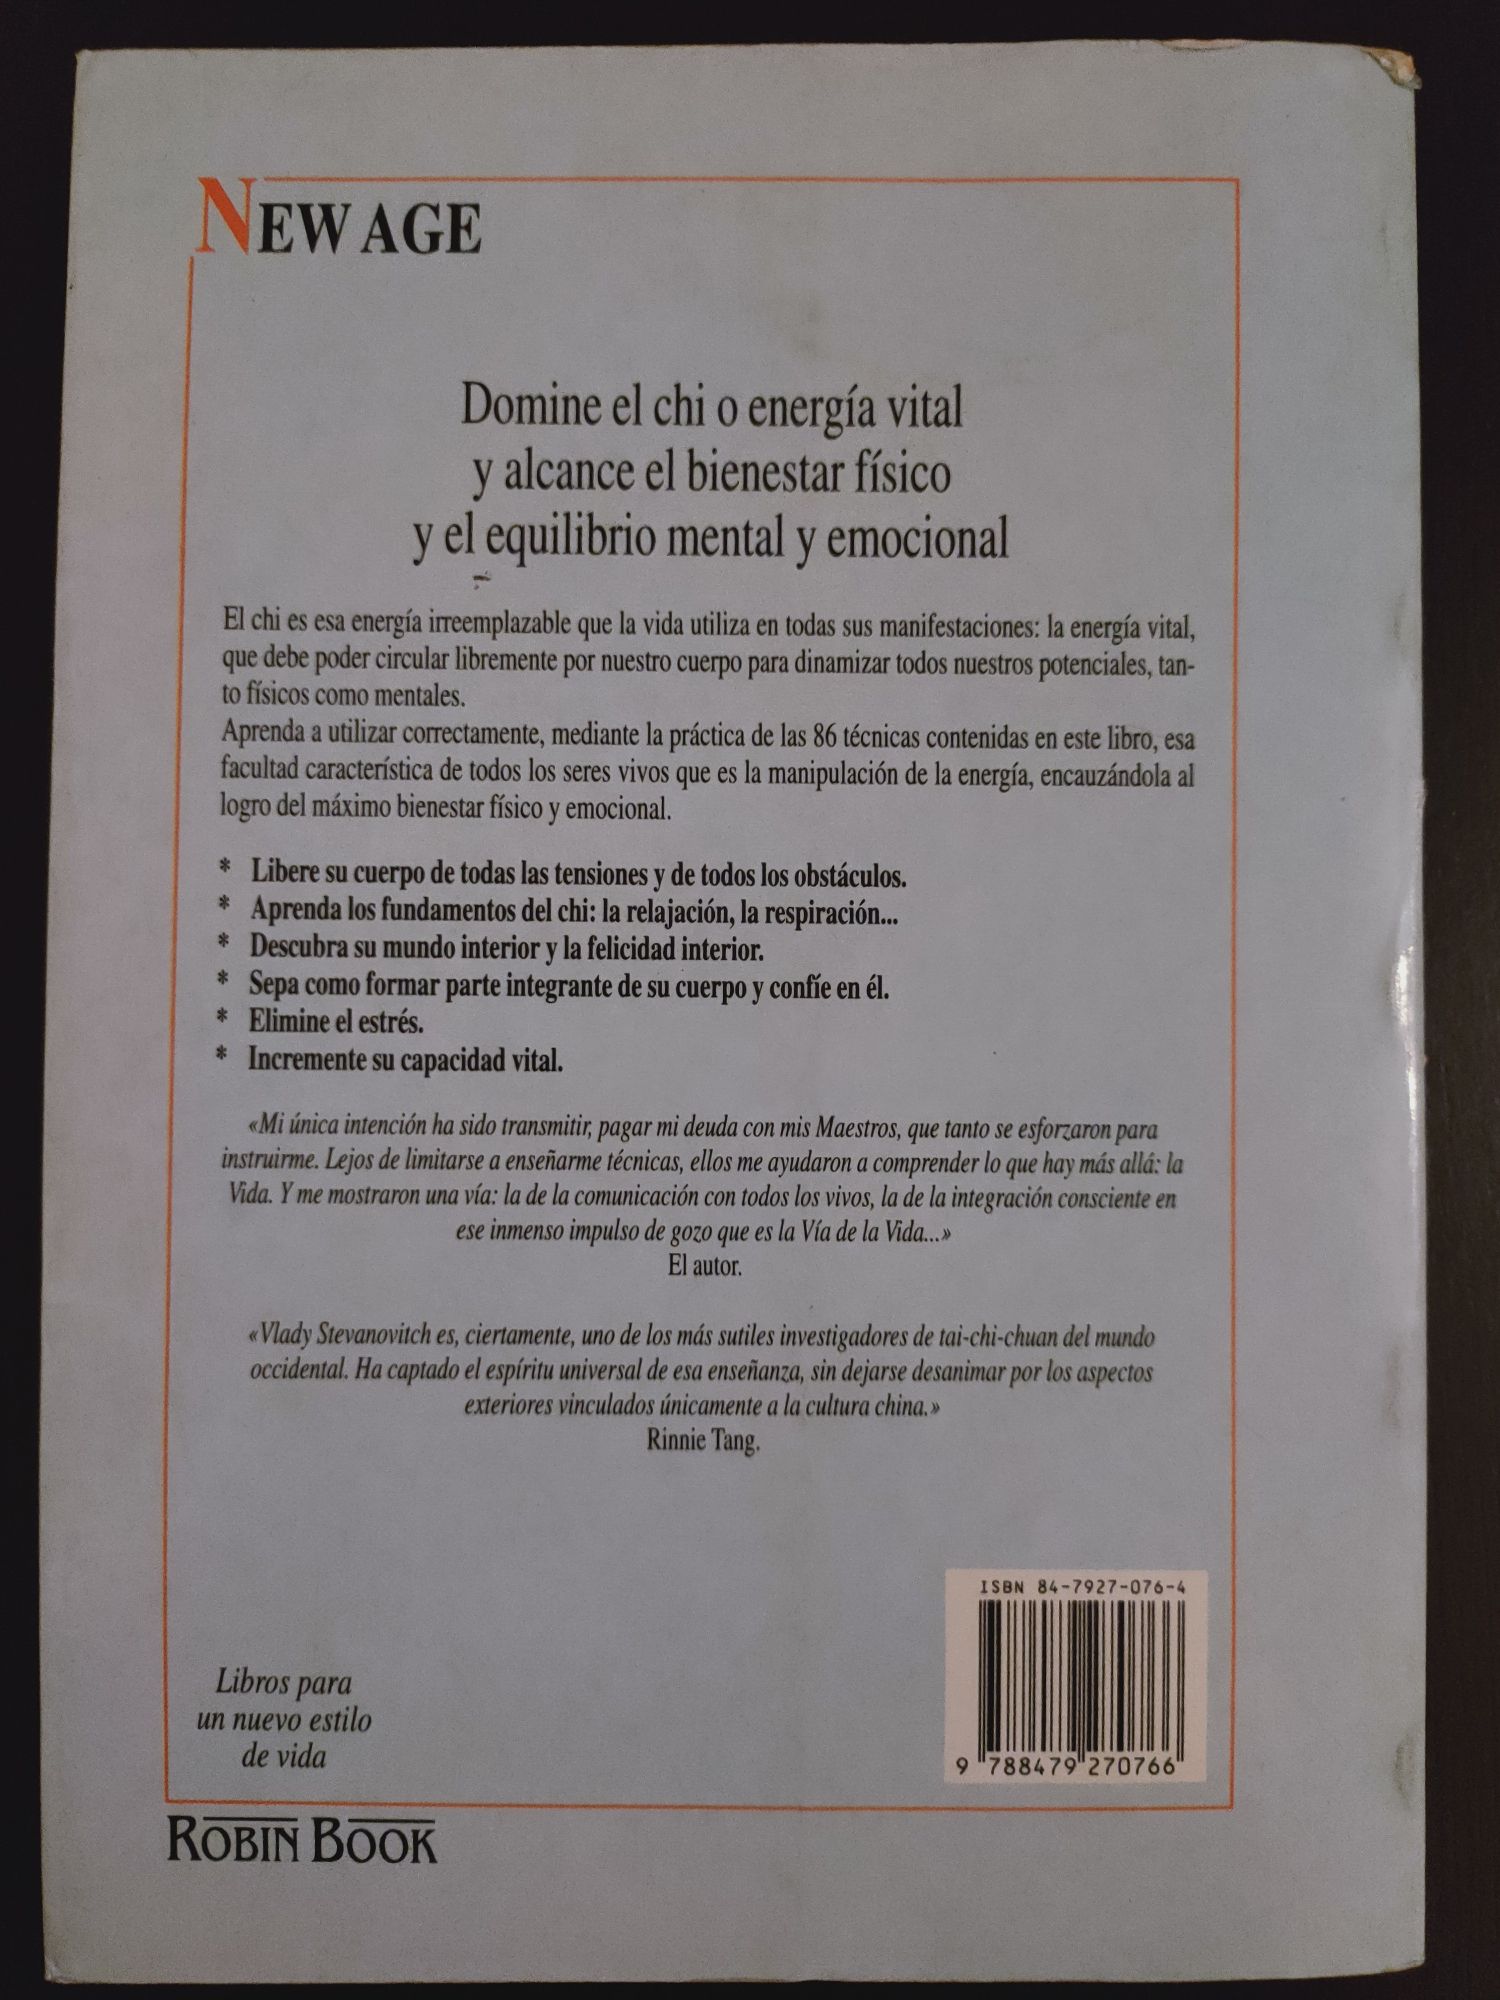 NEW AGE
Domine el chi o energía vital
y alcance el bienestar físico
y el equilibrio mental y emocional
El chi es esa energía irreemplazable que la vida utiliza en todas sus manifestaciones: la energía vital,
que debe poder circular libremente por nuestro cuerpo para dinamizar todos nuestros potenciales, tan-
to físicos como mentales.
Aprenda a utilizar correctamente, mediante la práctica de las 86 técnicas contenidas en este libro, esa
facultad característica de todos los seres vivos que es la manipulación de la energía, encauzándola al
logro del máximo bienestar físico y emocional.
* Libere su cuerpo de todas las tensiones y de todos los obstáculos.
* Aprenda los fundamentos del chi: la relajación, la respiración...
* Descubra su mundo interior y la felicidad interior.
* Sepa como formar parte integrante de su cuerpo y confíe en él.
* Elimine el estrés.
* Incremente su capacidad vital.
«Mi única intención ha sido transmitir, pagar mi deuda con mis Maestros, que tanto se esforzaron para
instruirme. Lejos de limitarse a enseñarme técnicas, ellos me ayudaron a comprender lo que hay más allá: la
Vida. Y me mostraron una vía: la de la comunicación con todos los vivos, la de la integración consciente en
ese inmenso impulso de gozo que es la Vía de la Vida...»
El autor.
«Vlady Stevanovitch es, ciertamente, uno de los más sutiles investigadores de tai-chi-chuan del mundo
occidental. Ha captado el espíritu universal de esa enseñanza, sin dejarse desanimar por los aspectos
exteriores vinculados únicamente a la cultura china.»
Rinnie Tang.
ISBN 84-7927-076-4
9 788479 270766
Libros para
un nuevo estilo
de vida
ROBIN BOOK